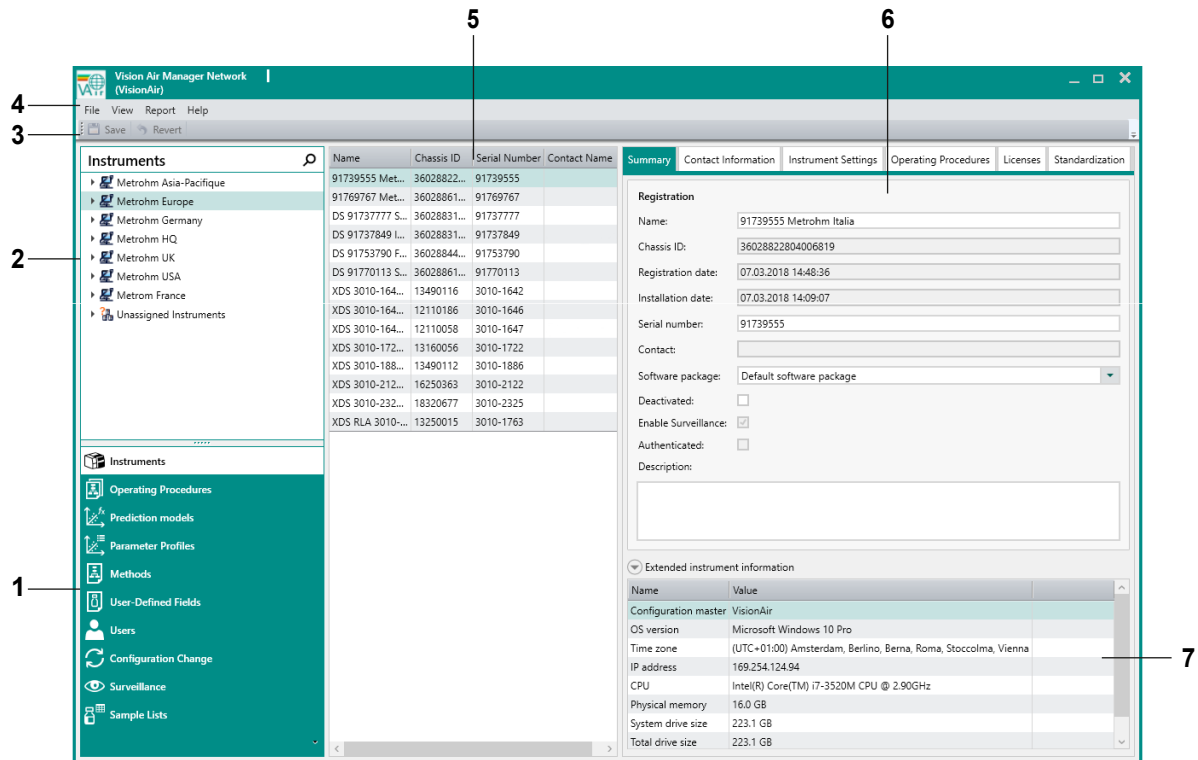 5
6
Vision Air Manager Network
(VisionAir)
VAir
4
File View Report Help
3
Save Revert
Instruments
Metrohm Asia-Pacifique
Metrohm Europe
Metrohm Germany
Metrohm HQ
2
Metrohm UK
Metrohm USA
Metrom France
Unassigned Instruments
Instruments
Operating Procedures
Prediction models
Parameter Profiles
1
Methods
User-Defined Fields
Users
Configuration Change
Surveillance
Sample Lists
Name Chassis ID Serial Number Contact Name
91739555 Met... 36028822... 91739555
91769767 Met... 36028861... 91769767
DS 91737777 S... 36028831... 91737777
DS 91737849 I... 36028831... 91737849
DS 91753790 F... 36028844... 91753790
DS 91770113 S... 36028861... 91770113
XDS 3010-164... 13490116 3010-1642
XDS 3010-164... 12110186 3010-1646
XDS 3010-164... 12110058 3010-1647
XDS 3010-172... 13160056 3010-1722
XDS 3010-188... 13490112 3010-1886
XDS 3010-212... 16250363 3010-2122
XDS 3010-232... 18320677 3010-2325
XDS RLA 3010-... 13250015 3010-1763
Summary Contact Information Instrument Settings Operating Procedures Licenses Standardization
Registration
Name: 91739555 Metrohm Italia
Chassis ID: 36028822804006819
Registration date: 07.03.2018 14:48:36
Installation date: 07.03.2018 14:09:07
Serial number: 91739555
Contact:
Software package: Default software package
Deactivated:
Enable Surveillance:
Authenticated:
Description:
Extended instrument information
Name Value
Configuration master VisionAir
OS version Microsoft Windows 10 Pro
Time zone (UTC+01:00) Amsterdam, Berlino, Berna, Roma, Stoccolma, Vienna
7
IP address 169.254.124.94
CPU Intel(R) Core(TM) i7-3520M CPU @ 2.90GHz
Physical memory 16.0 GB
System drive size 223.1 GB
Total drive size 223.1 GB